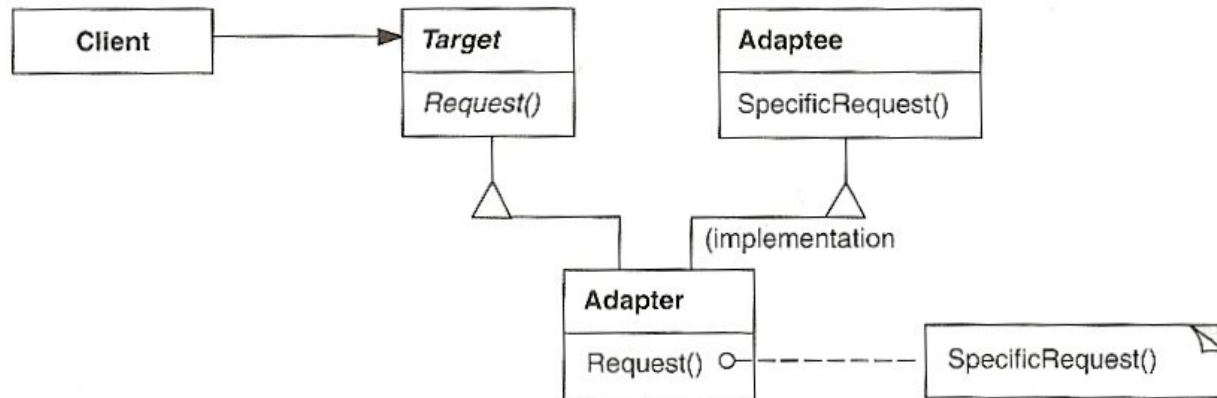 Client
Target
Request()
Adaptee
SpecificRequest()
(implementation
Adapter
Request()
SpecificRequest()